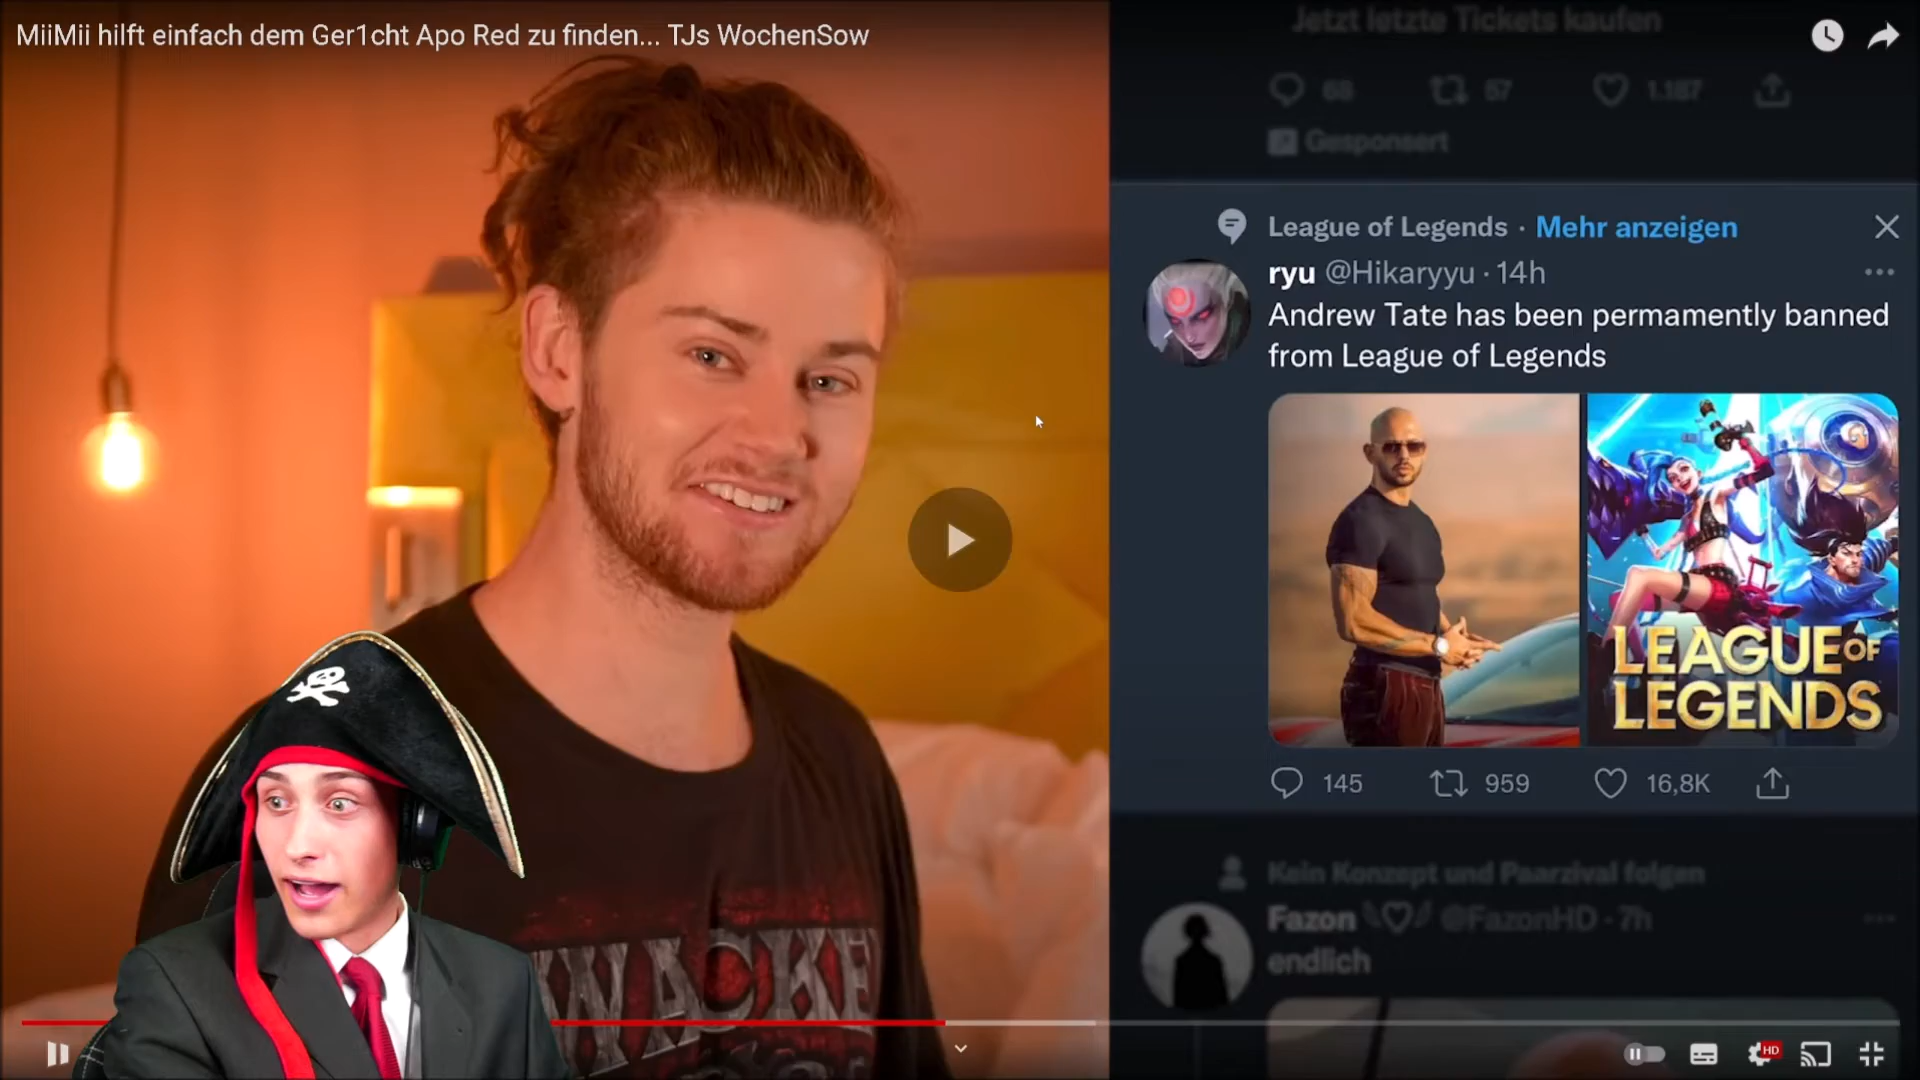 MiiMii hilft einfach dem Ger1cht Apo Red zu finden... TJs WochenSow
Jetzt letzte Tickets kaufen
68 57 1.187
Gesponsert
League of Legends · Mehr anzeigen
ryu @Hikaryyu · 14h
Andrew Tate has been permamently banned
from League of Legends
LEAGUE OF
LEGENDS
145 959 16,8K
Kein Konzept und Paarzival folgen
Fazon @FazonHD · 7h
endlich
WACKE
HD